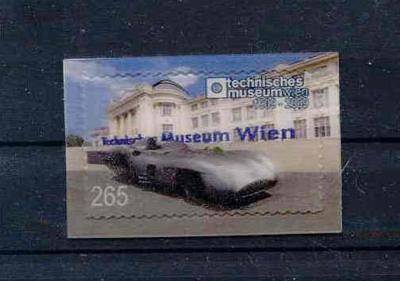 technisches
museumwien
Technisches Museum Wien
265